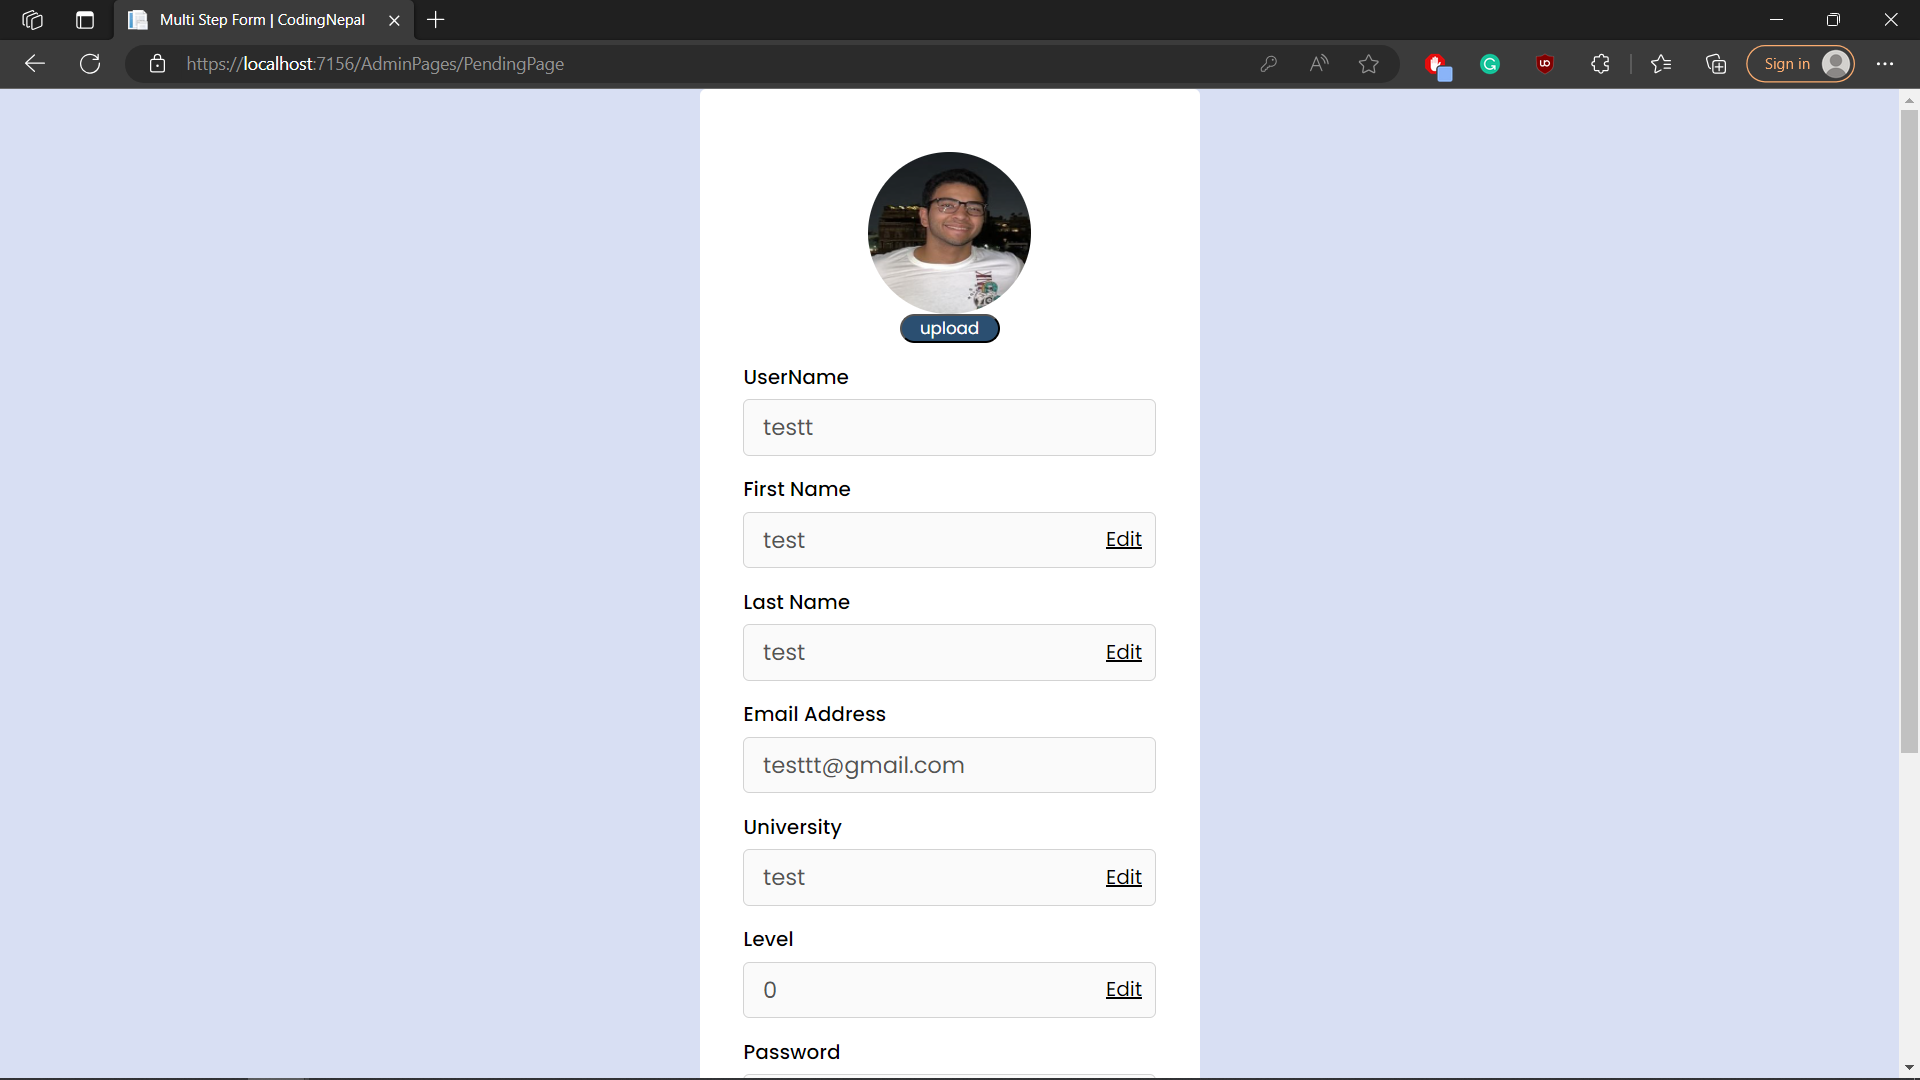 Multi Step Form | CodingNepal
https://localhost:7156/AdminPages/PendingPage
Sign in
upload
UserName
testt
First Name
test Edit
Last Name
test Edit
Email Address
testtt@gmail.com
University
test Edit
Level
0 Edit
Password